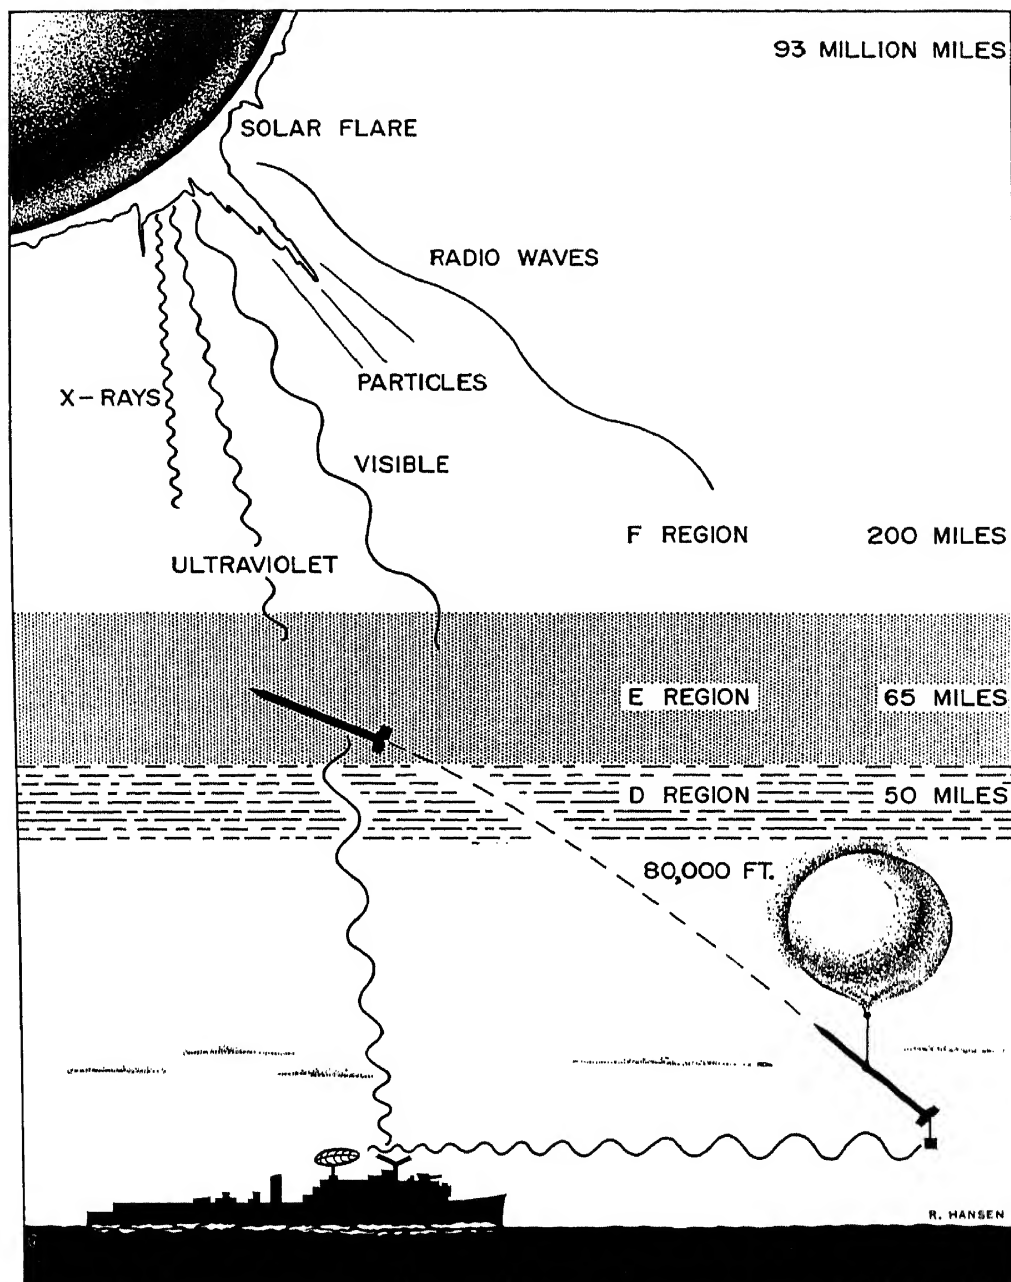 93 MILLION MILES
SOLAR FLARE
RADIO WAVES
PARTICLES
X-RAYS
VISIBLE
F REGION 200 MILES
ULTRAVIOLET
E REGION 65 MILES
D REGION 50 MILES
80,000 FT.
R. HANSEN